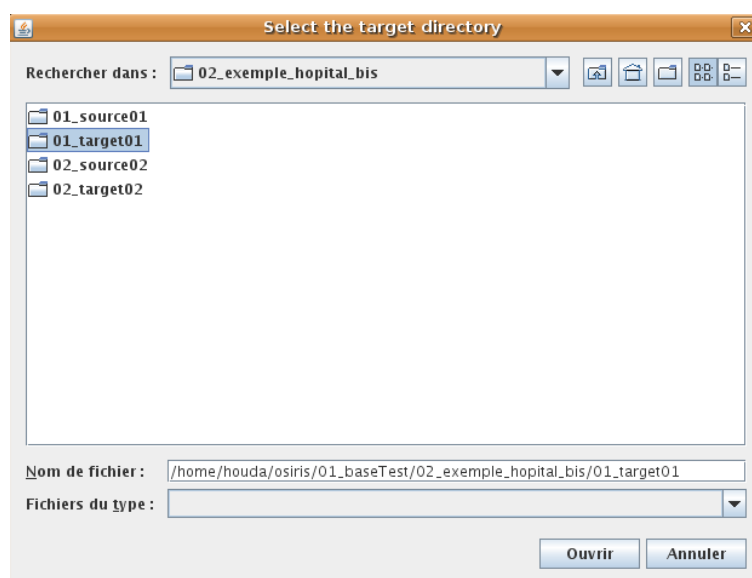 Select the target directory
Rechercher dans : 02_exemple_hopital_bis
01_source01
01_target01
02_source02
02_target02
Nom de fichier : /home/houda/osiris/01_baseTest/02_exemple_hopital_bis/01_target01
Fichiers du type :
Ouvrir Annuler